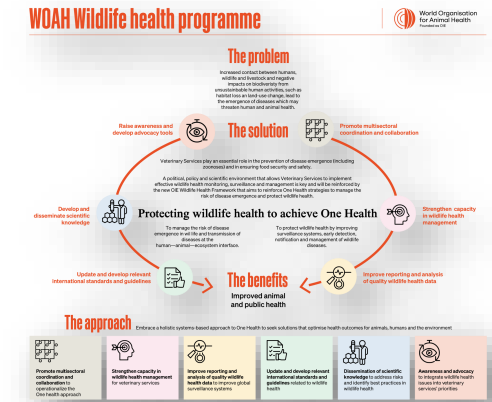 WOAH Wildlife health programme
World Organisation
for Animal Health
Founded as OIE
The problem
Increased contact between humans,
wildlife and livestock and negative
impacts on biodiversity from
unsustainable human activities, such as
habitat loss an land-use change, lead to
the emergence of diseases which may
threaten human and animal health.
Raise awareness and
develop advocacy tools
The solution
Promote multisectoral
coordination and collaboration
Veterinary Services play an essential role in the prevention of disease emergence (including
zoonoses) and in ensuring food security and safety.
A political, policy and scientific environment that allows Veterinary Services to implement
effective wildlife health monitoring, surveillance and management is key and will be reinforced by
the new OIE Wildlife Health Framework that aims to reinforce One Health strategies to manage the
risk of disease emergence and protect wildlife health.
Develop and
disseminate scientific
knowledge
Protecting wildlife health to achieve One Health
Strengthen capacity
in wildlife health
management
To manage the risk of disease
emergence in wildlife and transmission of
diseases at the
human—animal—ecosystem interface.
To protect wildlife health by improving
surveillance systems, early detection,
notification and management of wildlife
diseases.
Update and develop relevant
international standards and guidelines
The benefits
Improve reporting and analysis
of quality wildlife health data
Improved animal
and public health
The approach
Embrace a holistic systems-based approach to One Health to seek solutions that optimise health outcomes for animals, humans and the environment
Promote multisectoral
coordination and
collaboration to
operationalize the
One health approach
Strengthen capacity in
wildlife health management
for veterinary services
Improve reporting and
analysis of quality wildlife
health data to improve global
surveillance systems
Update and develop relevant
international standards and
guidelines related to wildlife
health
Dissemination of scientific
knowledge to address risks
and identify best practices in
wildlife health
Awareness and advocacy
to integrate wildlife health
issues into veterinary
services' priorities